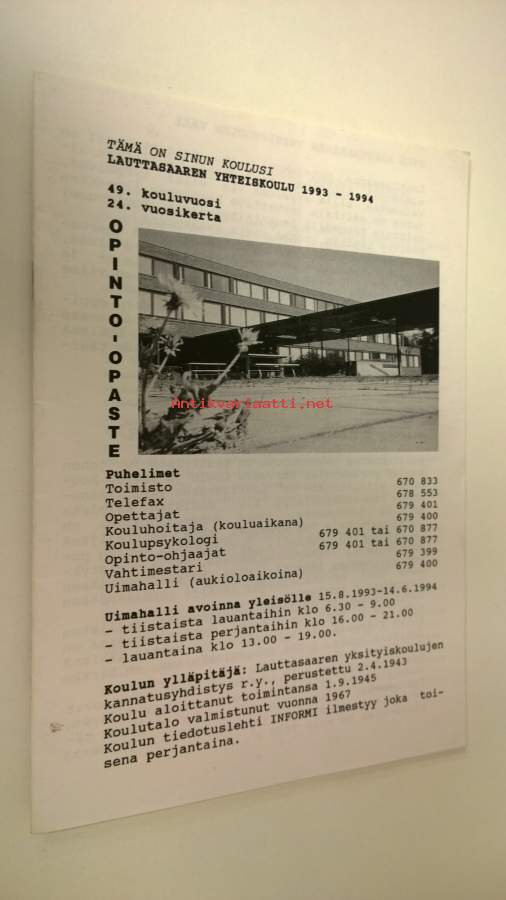 TÄMÄ ON SINUN KOULUSI
LAUTTASAAREN YHTEISKOULU 1993 - 1994
49. kouluvuosi
24. vuosikerta
OPINTO-OPASTE
Antikvariaatti.net
Puhelimet
Toimisto 670 833
Telefax 678 553
Opettajat 679 401
Kouluhoitaja (kouluaikana) 679 400
Koulupsykologi 679 401 tai 670 877
Opinto-ohjaajat 679 401 tai 670 877
Vahtimestari 679 399
Uimahalli (aukioloaikoina) 679 400
Uimahalli avoinna yleisölle 15.8.1993-14.6.1994
- tiistaista lauantaihin klo 6.30 - 9.00
- tiistaista perjantaihin klo 16.00 - 21.00
- lauantaina klo 13.00 - 19.00.
Koulun ylläpitäjä: Lauttasaaren yksityiskoulujen
kannatusyhdistys r.y., perustettu 2.4.1943
Koulu aloittanut toimintansa 1.9.1945
Koulutalo valmistunut vuonna 1967
Koulun tiedotuslehti INFORMI ilmestyy joka toi-
sena perjantaina.